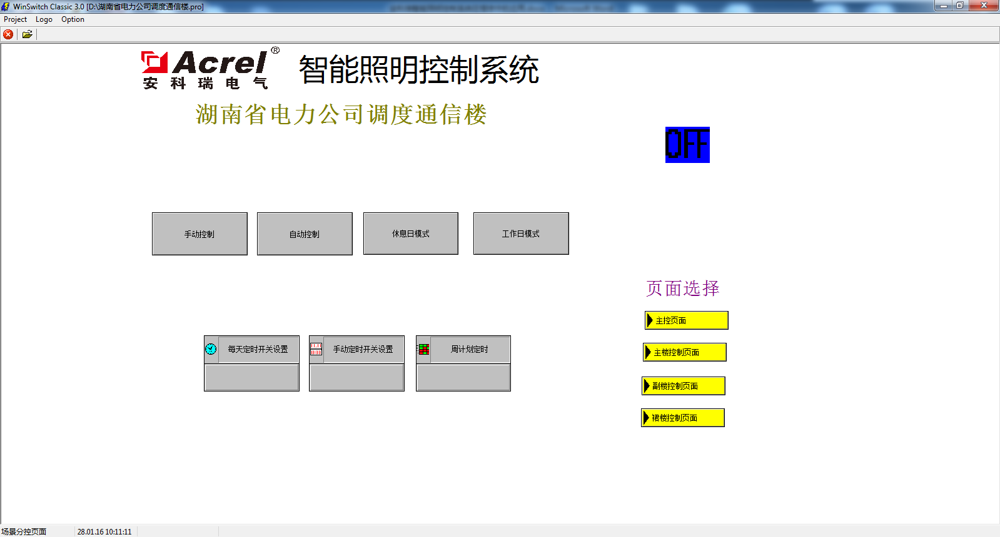 WinSwitch Classic 3.0 [D:\湖南省电力公司调度通信楼.pro]
Project Logo Option
Acrel®
安科瑞电气
智能照明控制系统
湖南省电力公司调度通信楼
OFF
手动控制 自动控制 休息日模式 工作日模式
页面选择
主控页面
每天定时开关设置 手动定时开关设置 周计划定时
主楼控制页面
副楼控制页面
裙楼控制页面
场景分控页面 28.01.16 10:11:11